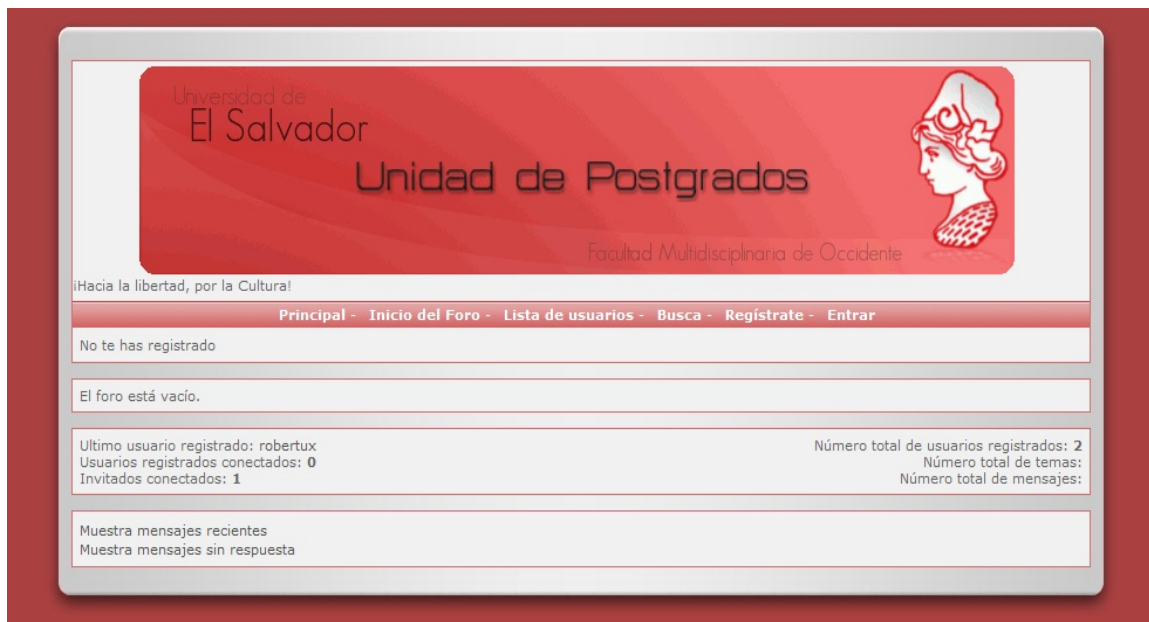 Universidad de
El Salvador
Unidad de Postgrados
Facultad Multidisciplinaria de Occidente
¡Hacia la libertad, por la Cultura!
Principal - Inicio del Foro - Lista de usuarios - Busca - Regístrate - Entrar
No te has registrado
El foro está vacío.
Ultimo usuario registrado: robertux
Número total de usuarios registrados: 2
Usuarios registrados conectados: 0
Número total de temas:
Invitados conectados: 1
Número total de mensajes:
Muestra mensajes recientes
Muestra mensajes sin respuesta